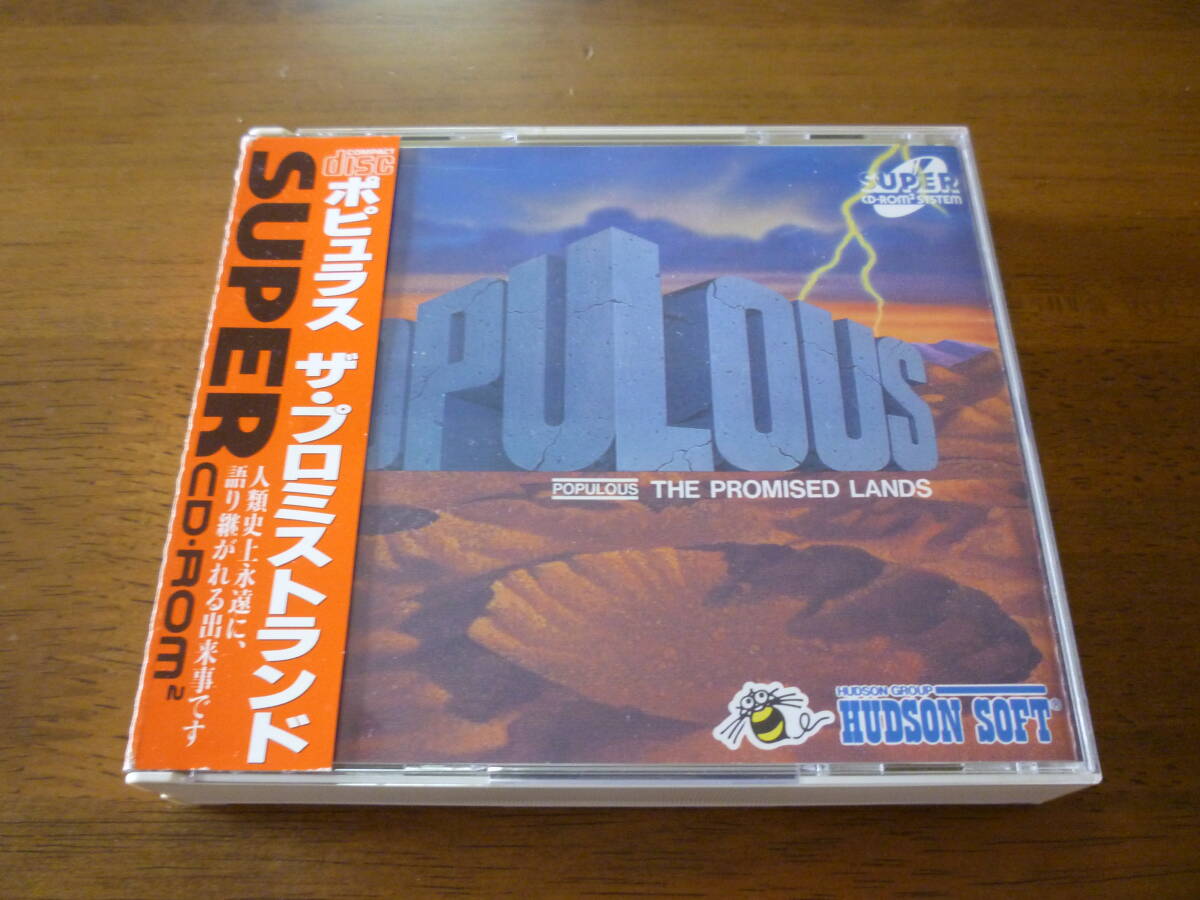 COMPACT
disc
ポピュラス ザ・プロミストランド
SUPER CD-ROM2
人類史上永遠に、
語り継がれる出来事です
SUPER
CD-ROM2 SYSTEM
OPULOUS
POPULOUS THE PROMISED LANDS
HUDSON GROUP
HUDSON SOFT®